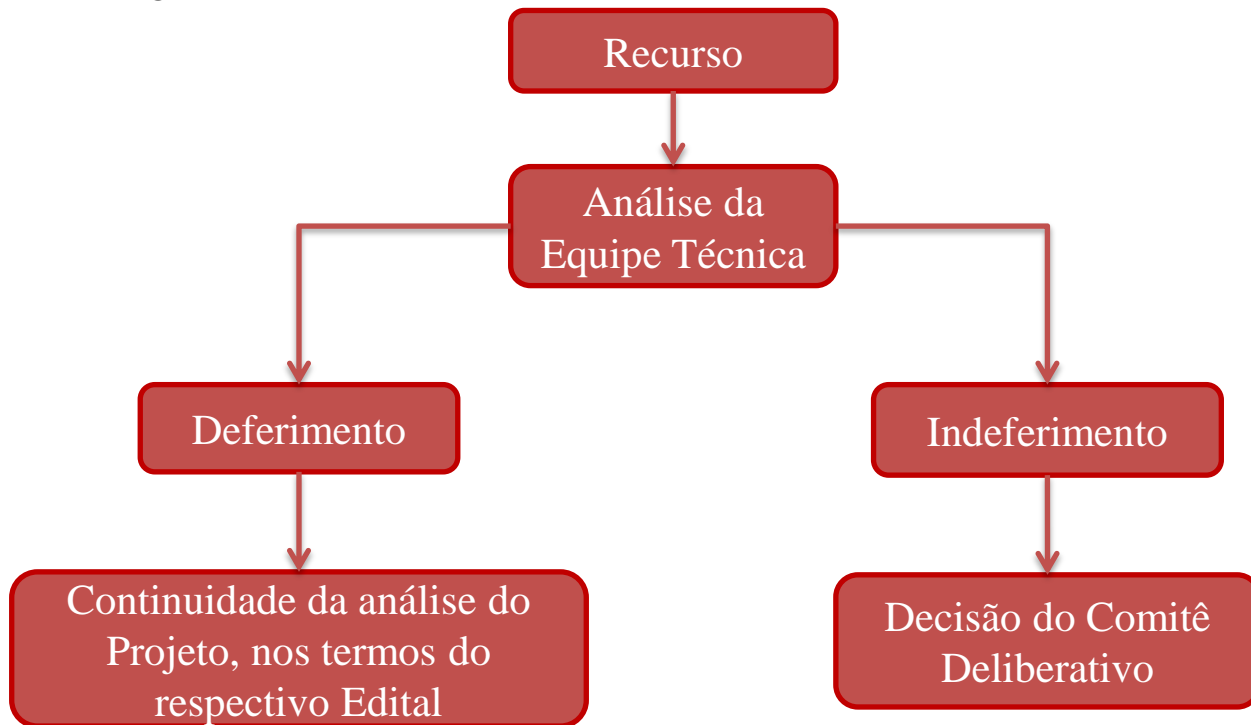 Recurso
Análise da
Equipe Técnica
Deferimento
Indeferimento
Continuidade da análise do
Projeto, nos termos do
respectivo Edital
Decisão do Comitê
Deliberativo